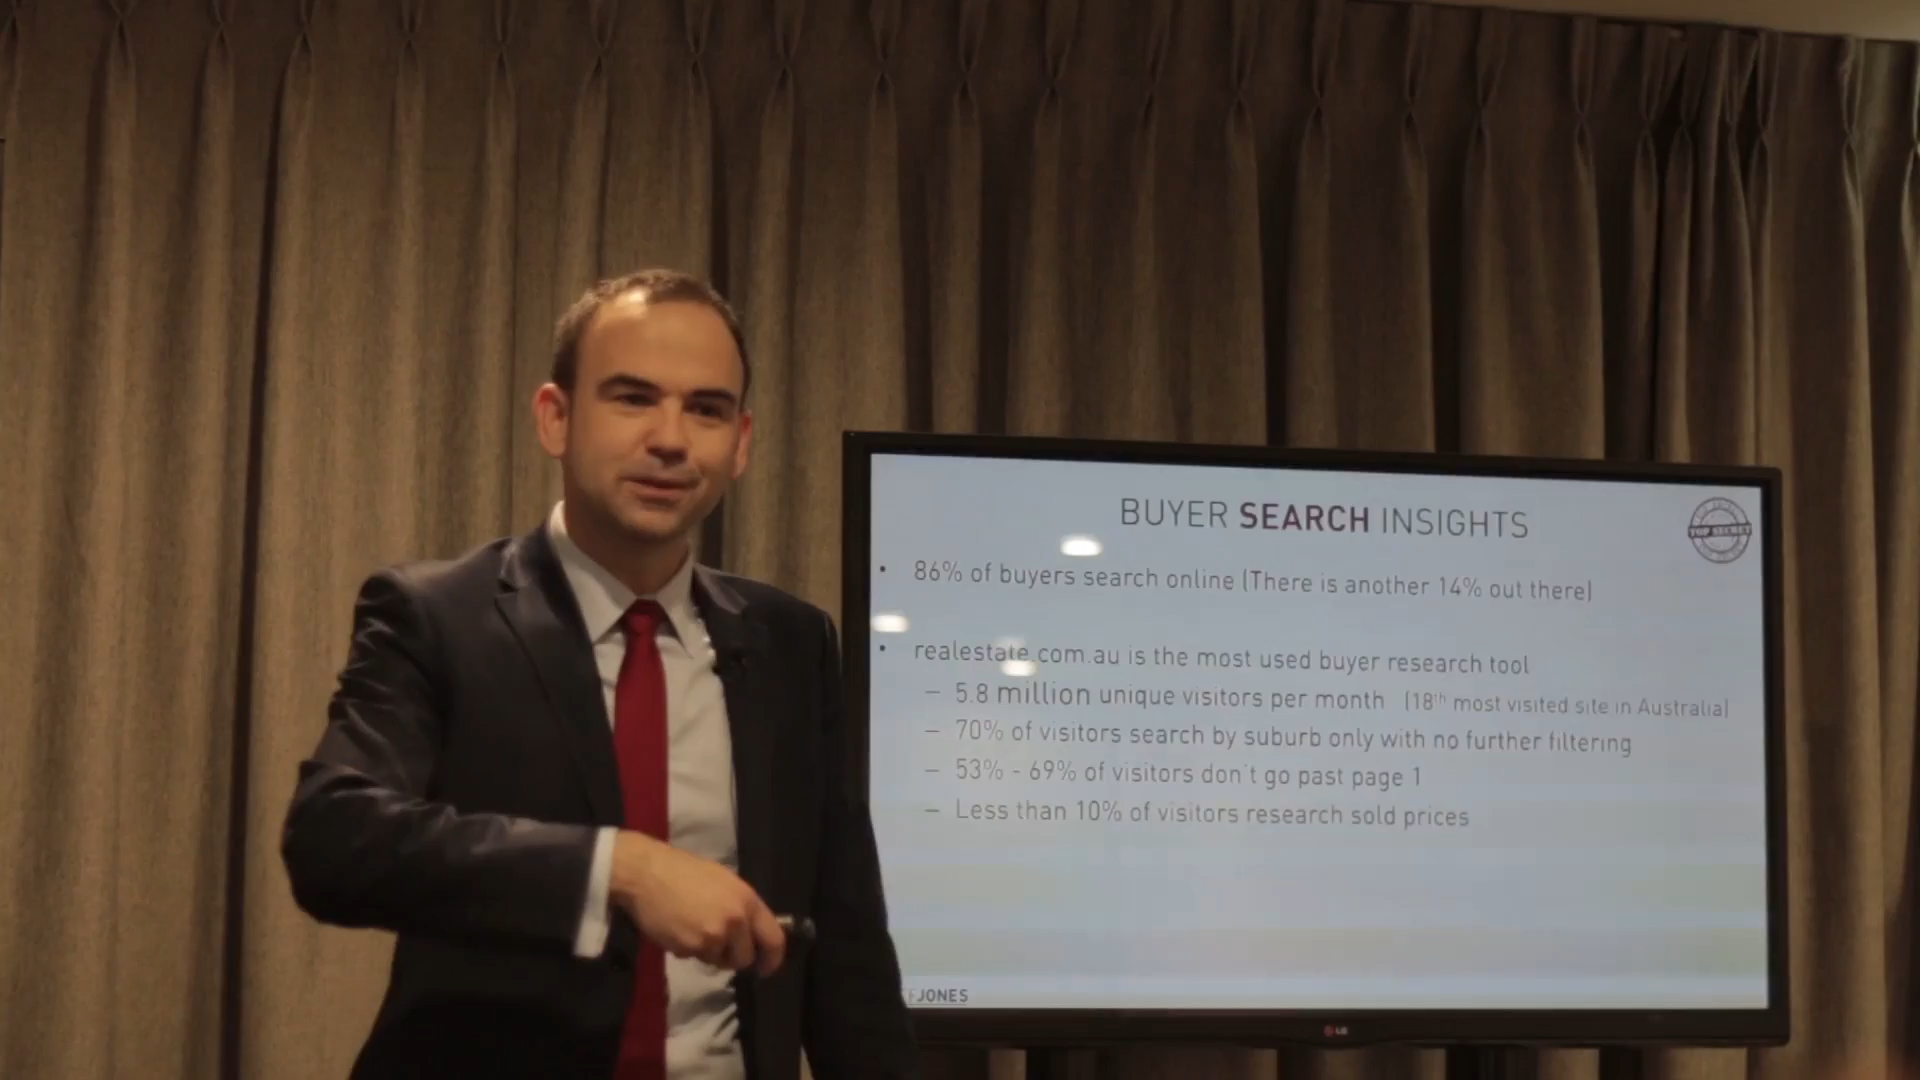 BUYER SEARCH INSIGHTS
TOP SECRET
• 86% of buyers search online (There is another 14% out there)
• realestate.com.au is the most used buyer research tool
– 5.8 million unique visitors per month (18th most visited site in Australia)
– 70% of visitors search by suburb only with no further filtering
– 53% - 69% of visitors don't go past page 1
– Less than 10% of visitors research sold prices
JONES
LG